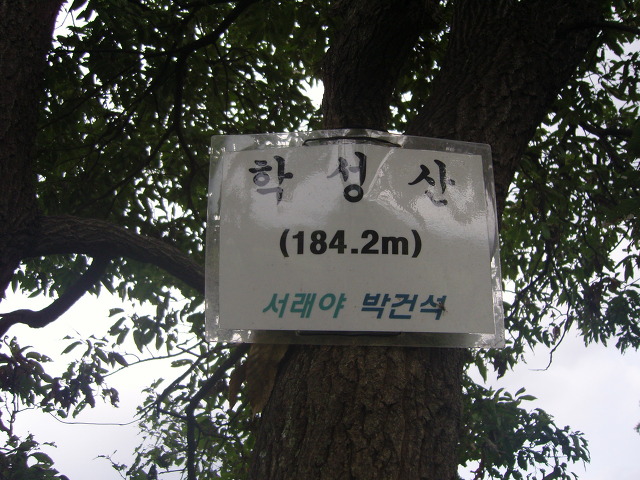 학성산
(184.2m)
서래야 박건석